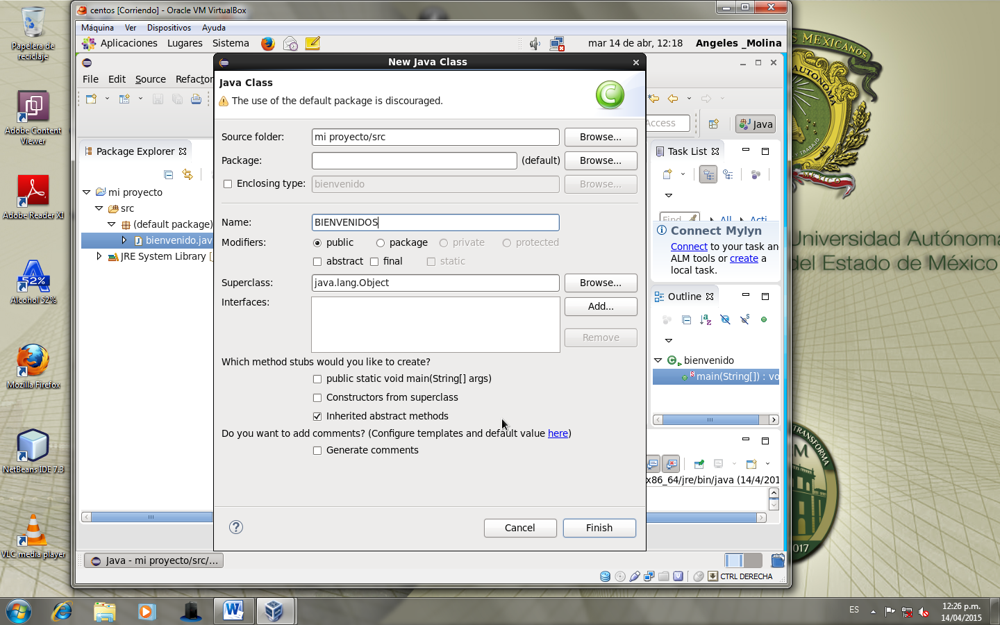 centos [Corriendo] - Oracle VM VirtualBox
Máquina Ver Dispositivos Ayuda
Aplicaciones Lugares Sistema mar 14 de abr, 12:18 Angeles _Molina
New Java Class
File Edit Source Refactor
Java Class
The use of the default package is discouraged.
Access
Java
Source folder: mi proyecto/src Browse...
Package: (default) Browse...
Enclosing type: bienvenido Browse...
Name: BIENVENIDOS
Modifiers: public package private protected
abstract final static
Superclass: java.lang.Object Browse...
Interfaces: Add...
Remove
Which method stubs would you like to create?
public static void main(String[] args)
Constructors from superclass
Inherited abstract methods
Do you want to add comments? (Configure templates and default value here)
Generate comments
Cancel Finish
Package Explorer
mi proyecto
src
(default package)
bienvenido.jav
JRE System Library [
Task List
Find All Acti
Connect Mylyn
Connect to your task an
ALM tools or create a
local task.
Outline
bienvenido
main(String[]) : vo
x86_64/jre/bin/java (14/4/201
Java - mi proyecto/src/...
CTRL DERECHA
Papelera de
reciclaje
Adobe Content
Viewer
Adobe Reader XI
52%
Alcohol 52%
Mozilla Firefox
NetBeans IDE 7.3
VLC media player
S MEXICANOS
AUTÓNOMA
Y TRABAJO
MÉXICO
Universidad Autónoma
del Estado de México
M
TRANSFORMA
017
ES
12:26 p.m.
14/04/2015